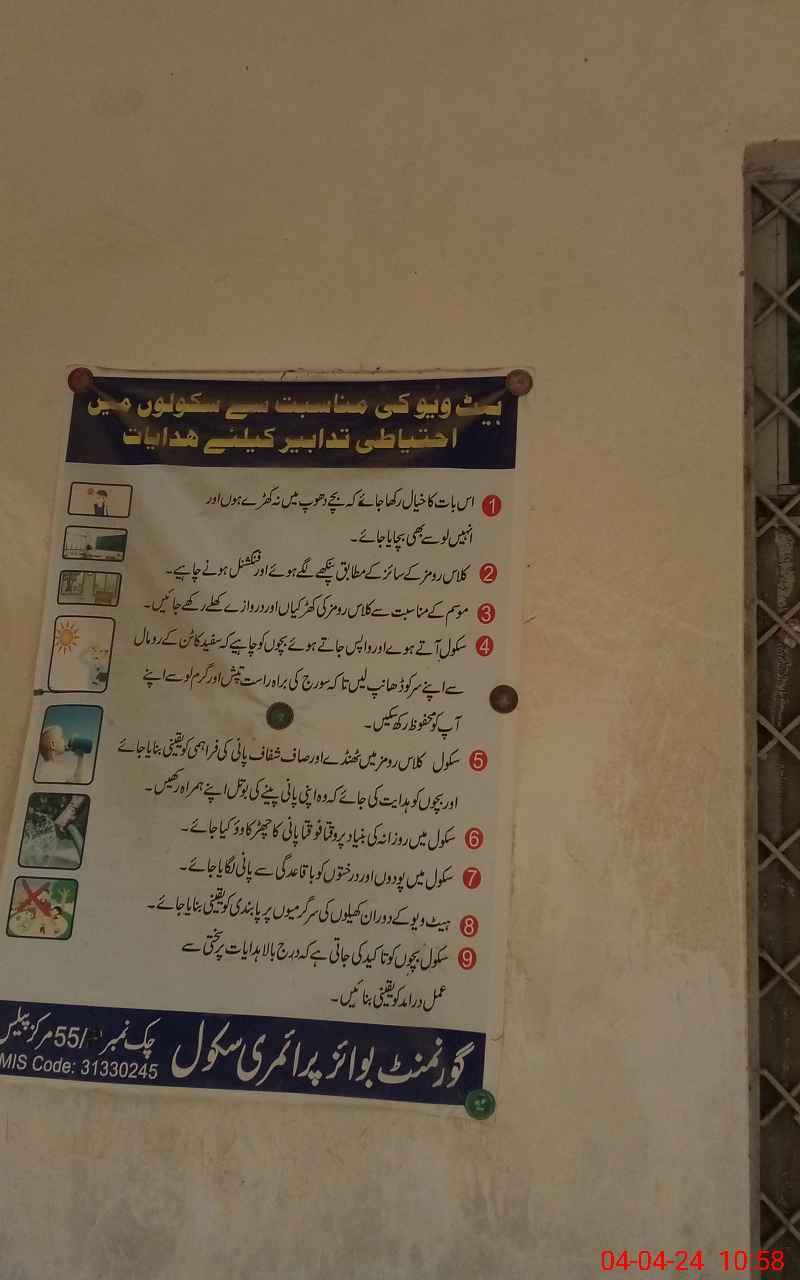 ہیٹ ویو کی مناسبت سے سکولوں میں
احتیاطی تدابیر کیلئے ھدایات
1 اس بات کا خیال رکھا جائے کہ بچے دھوپ میں نہ کھڑے ہوں اور
انہیں لو سے بھی بچایا جائے۔
2 کلاس رومز کے سائز کے مطابق پنکھے لگے ہوئے اور فنکشنل ہونے چاہیے۔
3 موسم کے مناسبت سے کلاس رومز کی کھڑکیاں اور دروازے کھلے رکھے جائیں۔
4 سکول آتے ہوے اور واپس جاتے ہوئے بچوں کو چاہیے کہ سفید کاٹن کے رومال
سے اپنے سر کو ڈھانپ لیں تا کہ سورج کی براہ راست تپش اور گرم لو سے اپنے
آپ کو محفوظ رکھ سکیں۔
5 سکول کلاس رومز میں ٹھنڈے اور صاف شفاف پانی کی فراہمی کو یقینی بنایا جائے
اور بچوں کو ہدایت کی جائے کہ وہ اپنی پانی پینے کی بوتل اپنے ہمراہ رکھیں۔
6 سکول میں روزانہ کی بنیاد پر وقتا فوقتا پانی کا چھڑکاوؤ کیا جائے۔
7 سکول میں پودوں اور درختوں کو باقاعدگی سے پانی لگایا جائے۔
8 ہیٹ ویو کے دوران کھیلوں کی سرگرمیوں پر پابندی کو یقینی بنایا جائے۔
9 سکول بچوں کو تاکید کی جاتی ہے کہ درج بالا ہدایات پر سختی سے
عمل درامد کو یقینی بنائیں۔
گورنمنٹ بوائز پرائمری سکول
چک نمبر /55 مرکز پیلس
MIS Code: 31330245
04-04-24 10:58